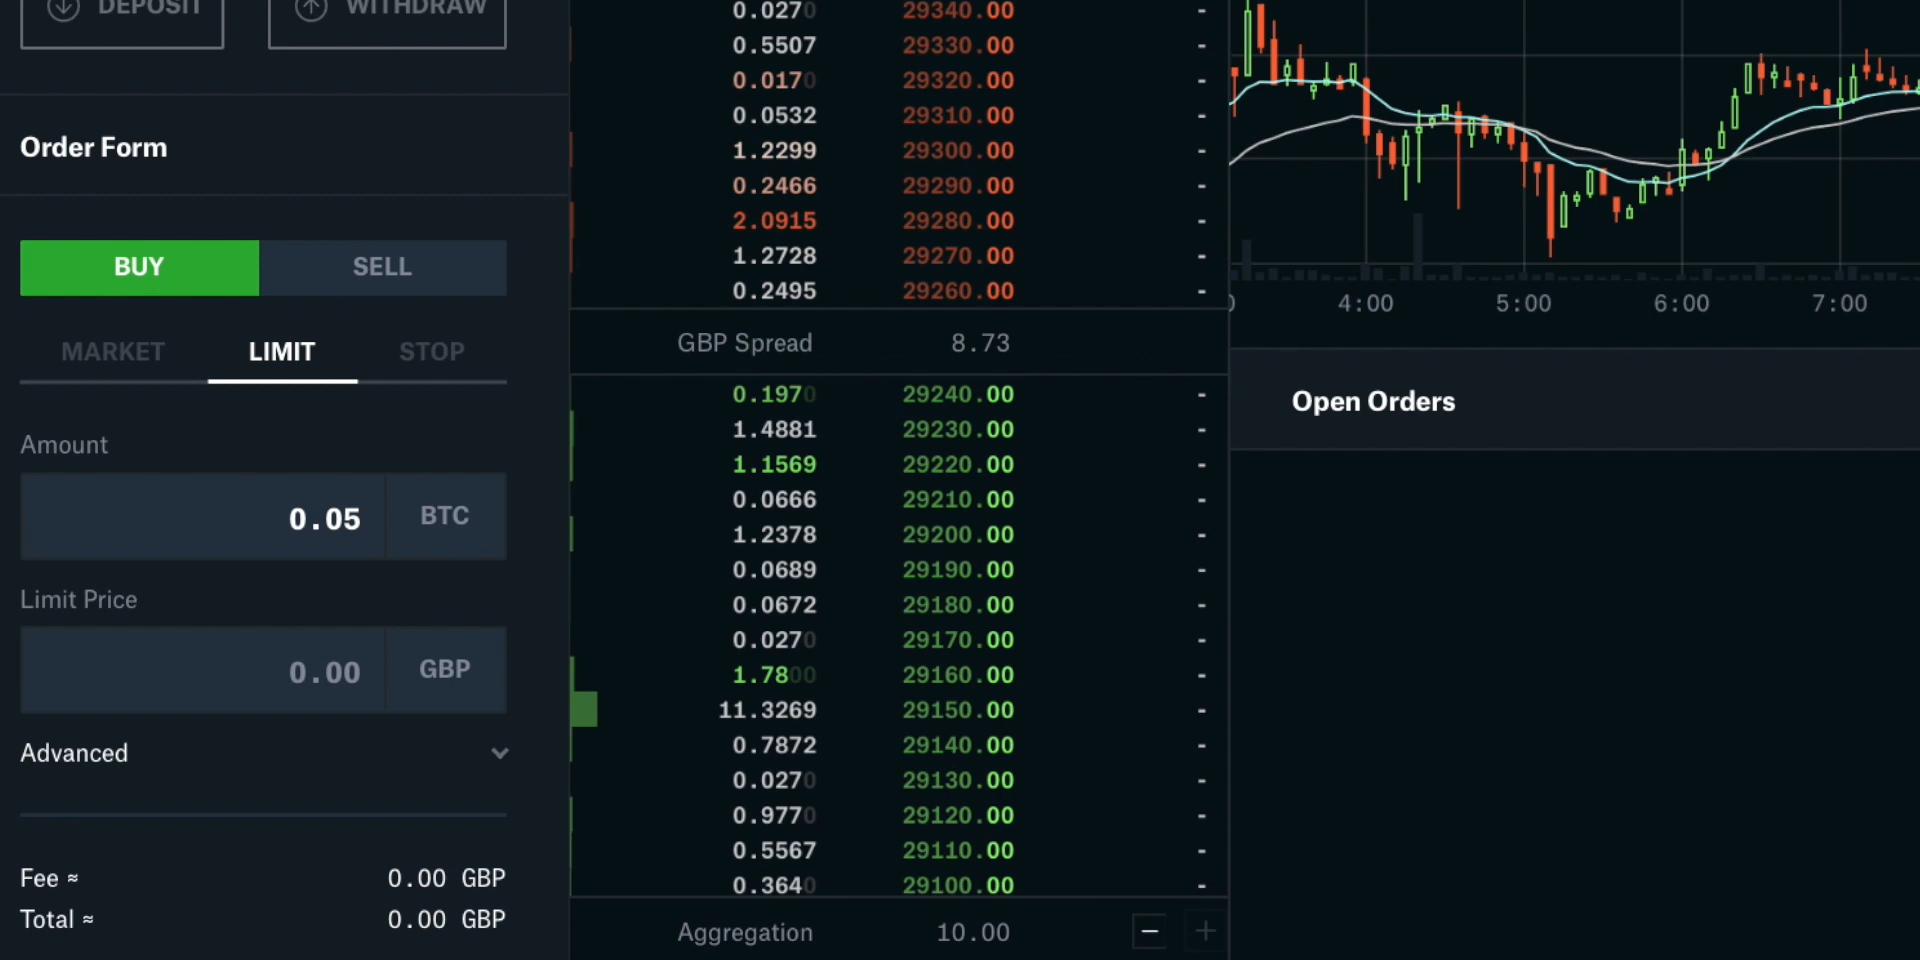 DEPOSIT
WITHDRAW
Order Form
BUY
SELL
MARKET
LIMIT
STOP
Amount
0.05
BTC
Limit Price
0.00
GBP
Advanced
Fee ≈ 0.00 GBP
Total ≈ 0.00 GBP
0.0270 29340.00 -
0.5507 29330.00 -
0.0170 29320.00 -
0.0532 29310.00 -
1.2299 29300.00 -
0.2466 29290.00 -
2.0915 29280.00 -
1.2728 29270.00 -
0.2495 29260.00 -
GBP Spread 8.73
0.1970 29240.00 -
1.4881 29230.00 -
1.1569 29220.00 -
0.0666 29210.00 -
1.2378 29200.00 -
0.0689 29190.00 -
0.0672 29180.00 -
0.0270 29170.00 -
1.7800 29160.00 -
11.3269 29150.00 -
0.7872 29140.00 -
0.0270 29130.00 -
0.9770 29120.00 -
0.5567 29110.00 -
0.3640 29100.00 -
Aggregation 10.00 − +
4:00 5:00 6:00 7:00
Open Orders